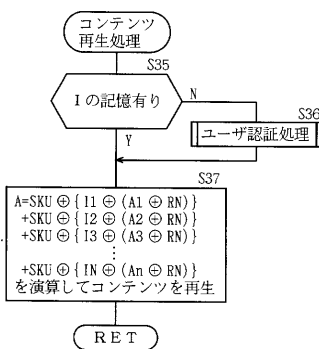 コンテンツ
再生処理
S35
Iの記憶有り
N
S36
ユーザ認証処理
Y
S37
A=SKU⊕{I1⊕(A1⊕RN)}
+SKU⊕{I2⊕(A2⊕RN)}
+SKU⊕{I3⊕(A3⊕RN)}
⋮
+SKU⊕{IN⊕(An⊕RN)}
を演算してコンテンツを再生
RET